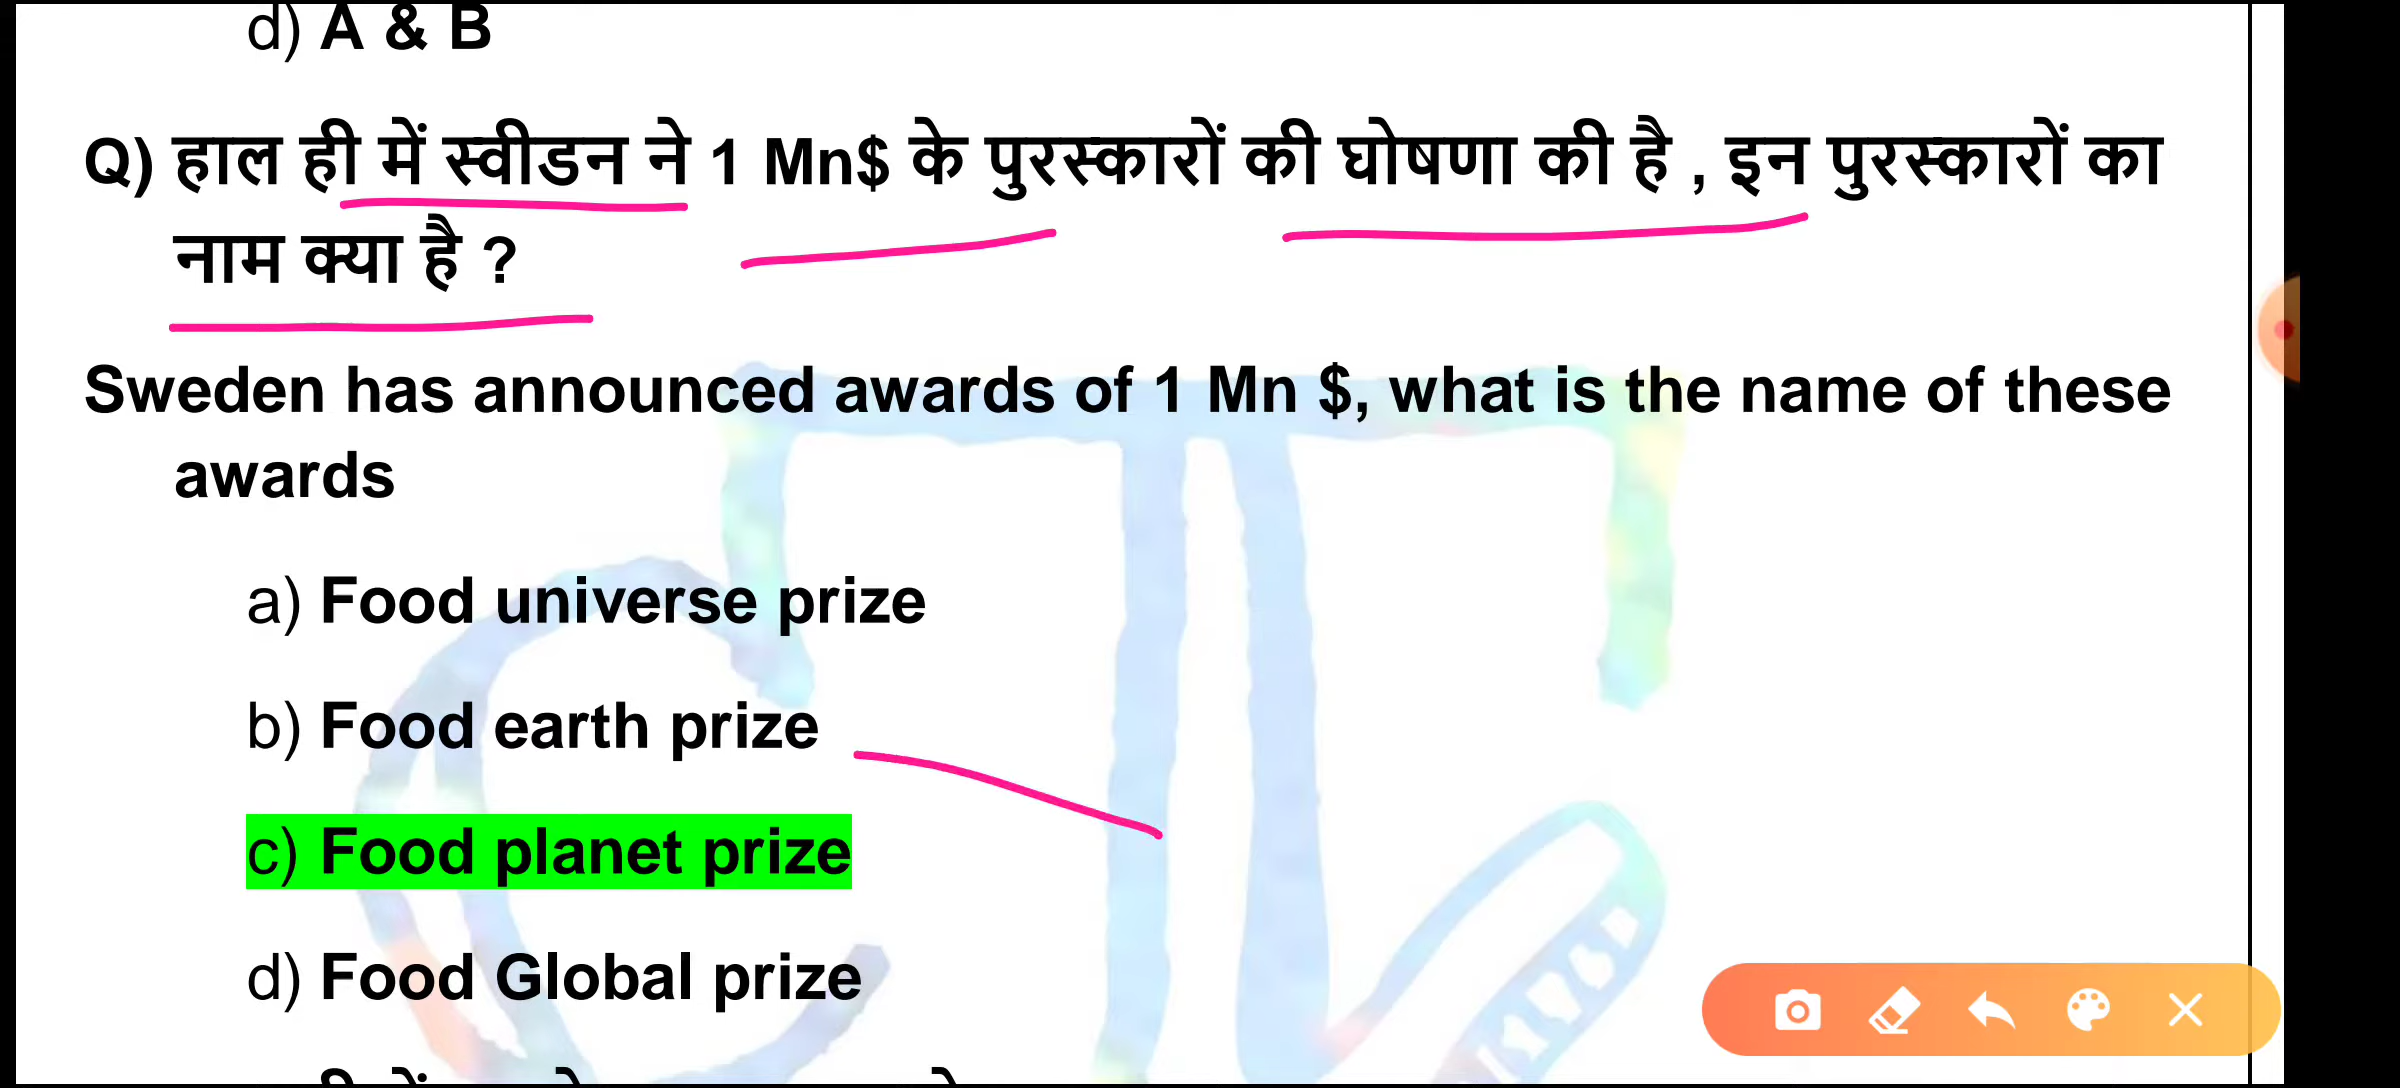 d) A & B
Q) हाल ही में स्वीडन ने 1 Mn$ के पुरस्कारों की घोषणा की है , इन पुरस्कारों का
नाम क्या है ?
Sweden has announced awards of 1 Mn $, what is the name of these
awards
a) Food universe prize
b) Food earth prize
c) Food planet prize
d) Food Global prize